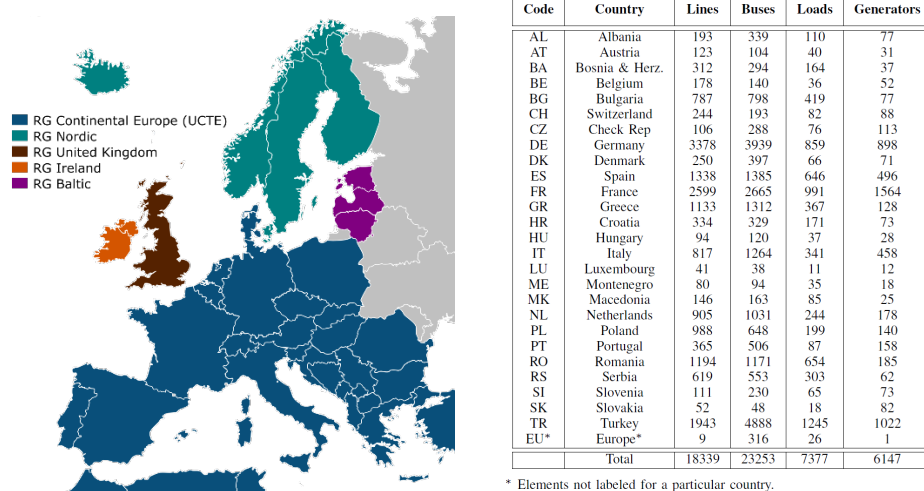 RG Continental Europe (UCTE)
RG Nordic
RG United Kingdom
RG Ireland
RG Baltic
Code Country Lines Buses Loads Generators
AL Albania 193 339 110 77
AT Austria 123 104 40 31
BA Bosnia & Herz. 312 294 164 37
BE Belgium 178 140 36 52
BG Bulgaria 787 798 419 77
CH Switzerland 244 193 82 88
CZ Check Rep 106 288 76 113
DE Germany 3378 3939 859 898
DK Denmark 250 397 66 71
ES Spain 1338 1385 646 496
FR France 2599 2665 991 1564
GR Greece 1133 1312 367 128
HR Croatia 334 329 171 73
HU Hungary 94 120 37 28
IT Italy 817 1264 341 458
LU Luxembourg 41 38 11 12
ME Montenegro 80 94 35 18
MK Macedonia 146 163 85 25
NL Netherlands 905 1031 244 178
PL Poland 988 648 199 140
PT Portugal 365 506 87 158
RO Romania 1194 1171 654 185
RS Serbia 619 553 303 62
SI Slovenia 111 230 65 73
SK Slovakia 52 48 18 82
TR Turkey 1943 4888 1245 1022
EU* Europe* 9 316 26 1
Total 18339 23253 7377 6147
* Elements not labeled for a particular country.